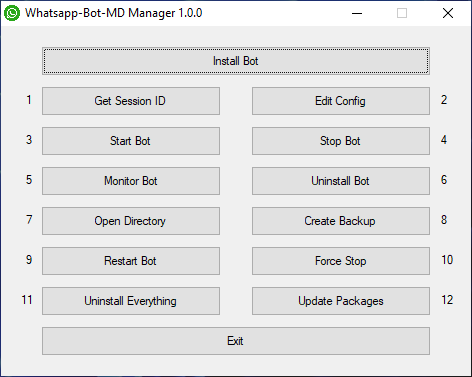 Whatsapp-Bot-MD Manager 1.0.0
Install Bot
1 Get Session ID Edit Config 2
3 Start Bot Stop Bot 4
5 Monitor Bot Uninstall Bot 6
7 Open Directory Create Backup 8
9 Restart Bot Force Stop 10
11 Uninstall Everything Update Packages 12
Exit